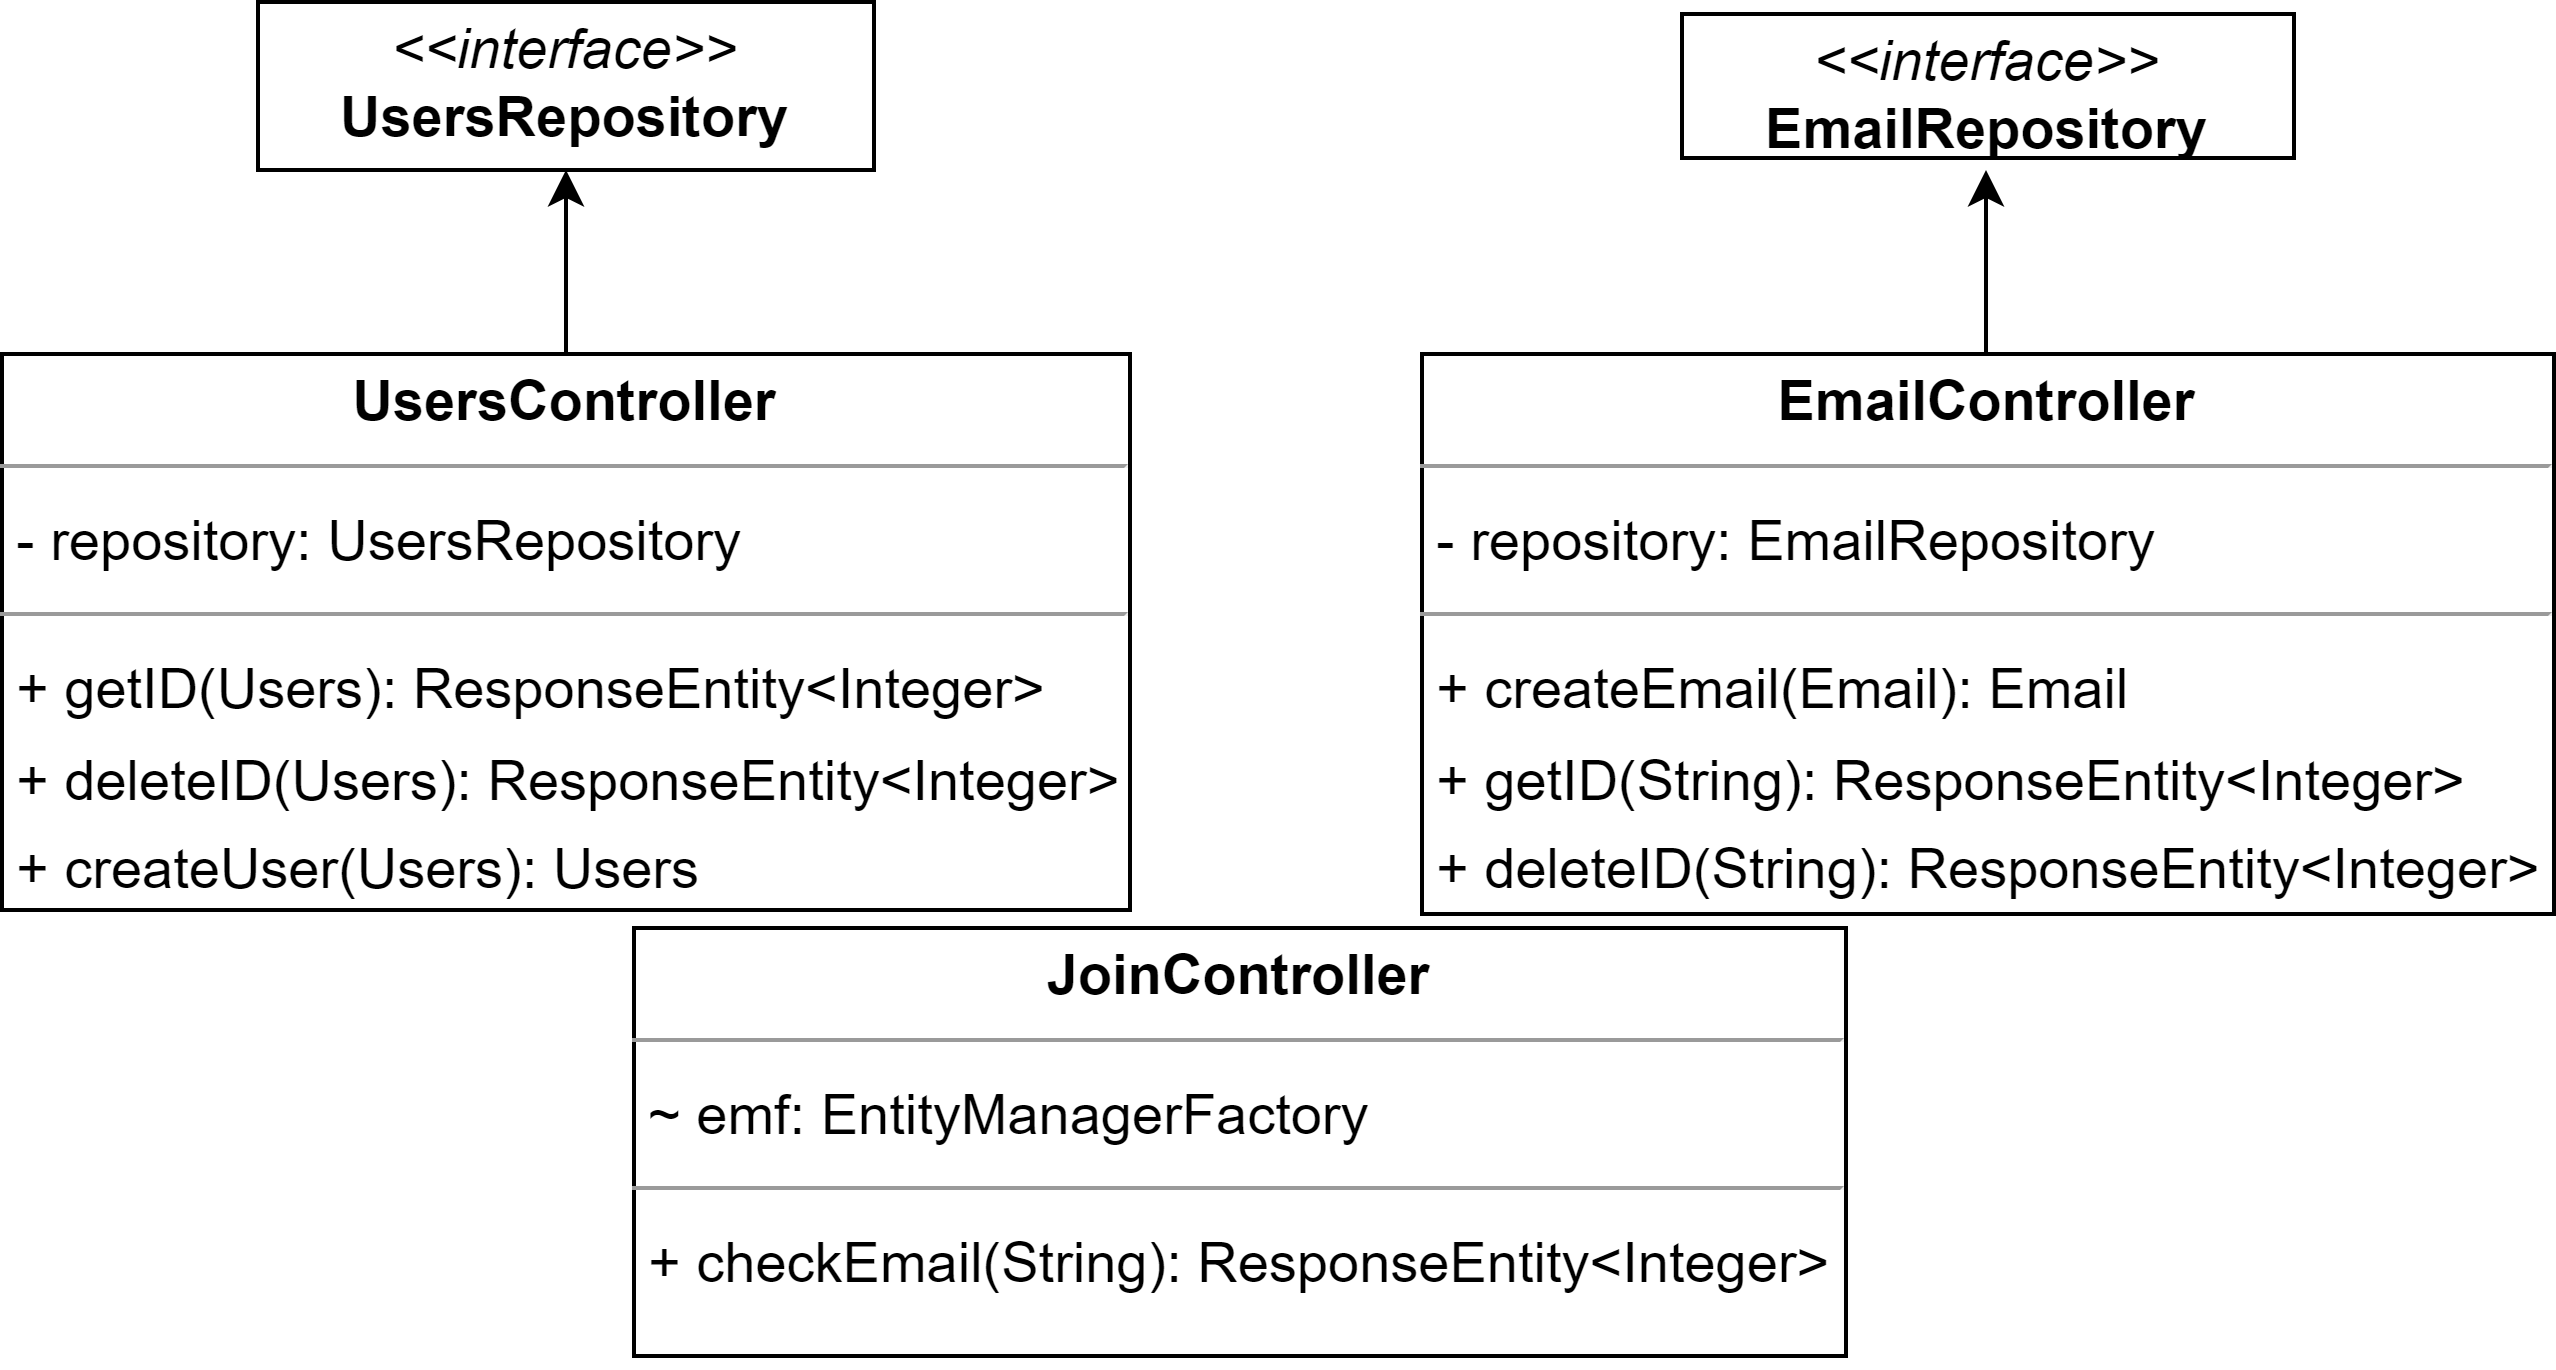 <<interface>>
UsersRepository
<<interface>>
EmailRepository
UsersController
- repository: UsersRepository
+ getID(Users): ResponseEntity<Integer>
+ deleteID(Users): ResponseEntity<Integer>
+ createUser(Users): Users
EmailController
- repository: EmailRepository
+ createEmail(Email): Email
+ getID(String): ResponseEntity<Integer>
+ deleteID(String): ResponseEntity<Integer>
JoinController
~ emf: EntityManagerFactory
+ checkEmail(String): ResponseEntity<Integer>